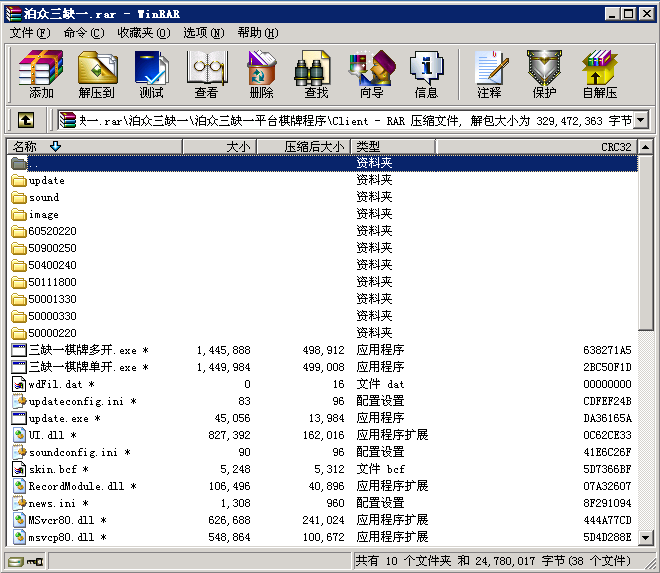 泊众三缺一.rar - WinRAR
文件(F) 命令(C) 收藏夹(O) 选项(N) 帮助(H)
添加 解压到 测试 查看 删除 查找 向导 信息 注释 保护 自解压
缺一.rar\泊众三缺一\泊众三缺一平台棋牌程序\Client - RAR 压缩文件, 解包大小为 329,472,363 字节
名称 大小 压缩后大小 类型 CRC32
.. 资料夹
update 资料夹
sound 资料夹
image 资料夹
60520220 资料夹
50900250 资料夹
50400240 资料夹
50111800 资料夹
50001330 资料夹
50000330 资料夹
50000220 资料夹
三缺一棋牌多开.exe * 1,445,888 498,912 应用程序 638271A5
三缺一棋牌单开.exe * 1,449,984 499,008 应用程序 2BC50F1D
wdFil.dat * 0 16 文件 dat 00000000
updateconfig.ini * 83 96 配置设置 CDFEF24B
update.exe * 45,056 13,984 应用程序 DA36165A
UI.dll * 827,392 162,016 应用程序扩展 0C62CE33
soundconfig.ini * 90 96 配置设置 41E6C26F
skin.bcf * 5,248 5,312 文件 bcf 5D7366BF
RecordModule.dll * 106,496 40,896 应用程序扩展 07A32607
news.ini * 1,308 960 配置设置 8F291094
MSvcr80.dll * 626,688 241,024 应用程序扩展 444A77CD
msvcp80.dll * 548,864 100,672 应用程序扩展 5D4D288E
共有 10 个文件夹 和 24,780,017 字节(38 个文件)